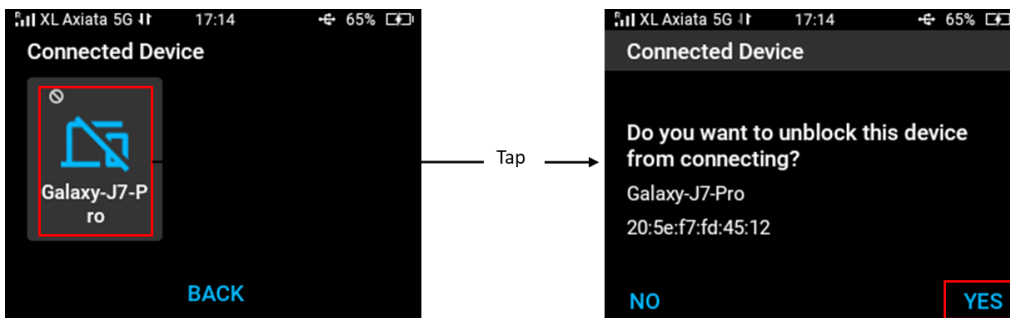 XL Axiata 5G 17:14 65%
Connected Device
Galaxy-J7-P
ro
BACK
Tap
XL Axiata 5G 17:14 65%
Connected Device
Do you want to unblock this device
from connecting?
Galaxy-J7-Pro
20:5e:f7:fd:45:12
NO YES